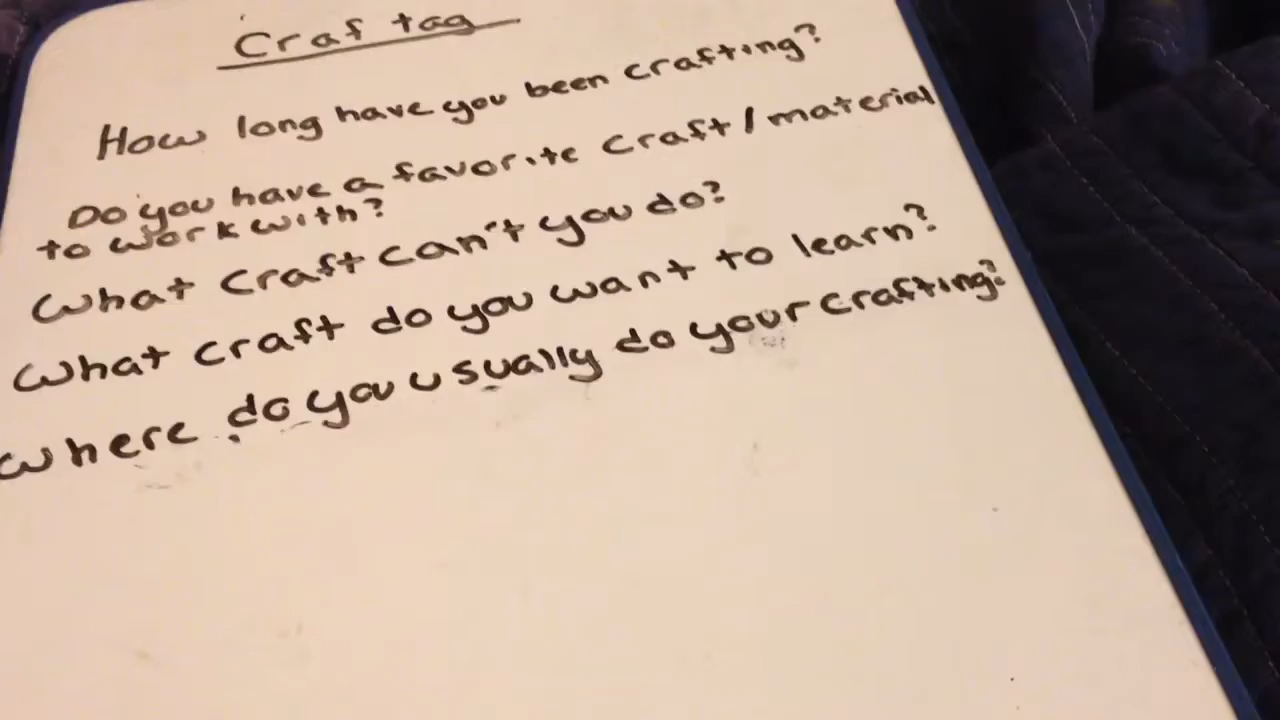 Craf tag
How long have you been crafting?
Do you have a favorite craft/material
to work with?
What craft can't you do?
What craft do you want to learn?
Where do you usually do your crafting?